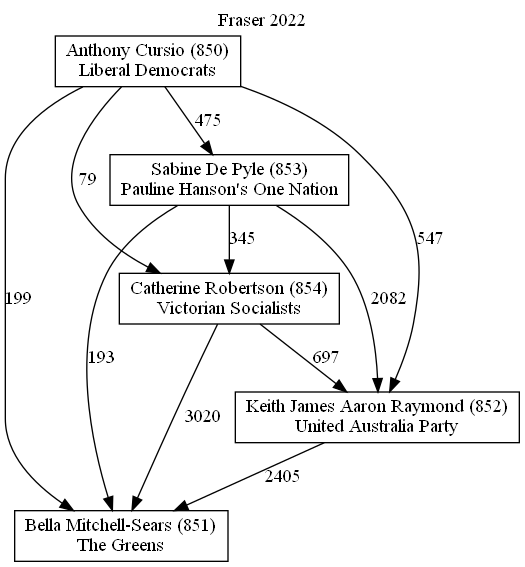 Fraser 2022
Anthony Cursio (850)
Liberal Democrats
475
Sabine De Pyle (853)
Pauline Hanson's One Nation
79
547
345
199
2082
Catherine Robertson (854)
Victorian Socialists
193
697
3020
Keith James Aaron Raymond (852)
United Australia Party
2405
Bella Mitchell-Sears (851)
The Greens